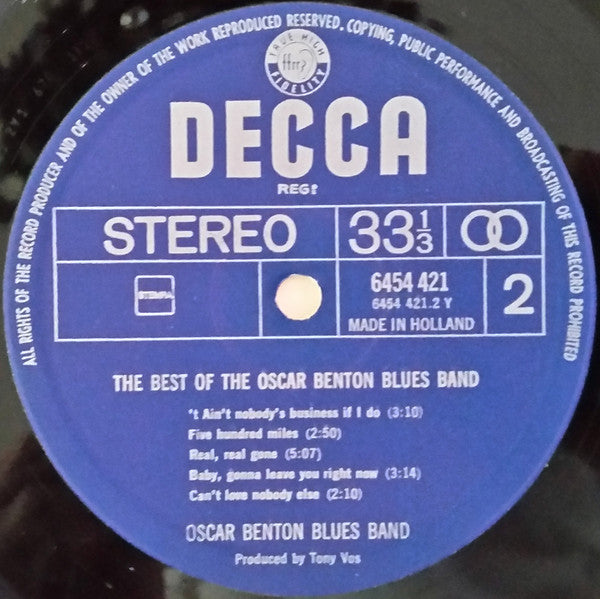 ALL RIGHTS OF THE RECORD PRODUCER AND OF THE OWNER OF THE WORK REPRODUCED RESERVED. COPYING, PUBLIC PERFORMANCE AND BROADCASTING OF THIS RECORD PROHIBITED
TRUE HIGH
ffrr
FIDELITY
DECCA
REGD
STEREO 33 1/3
STEMRA
6454 421
6454 421.2 Y
2
MADE IN HOLLAND
THE BEST OF THE OSCAR BENTON BLUES BAND
't Ain't nobody's business if I do (3:10)
Five hundred miles (2:50)
Real, real gone (5:07)
Baby, gonna leave you right now (3:14)
Can't love nobody else (2:10)
OSCAR BENTON BLUES BAND
Produced by Tony Vos